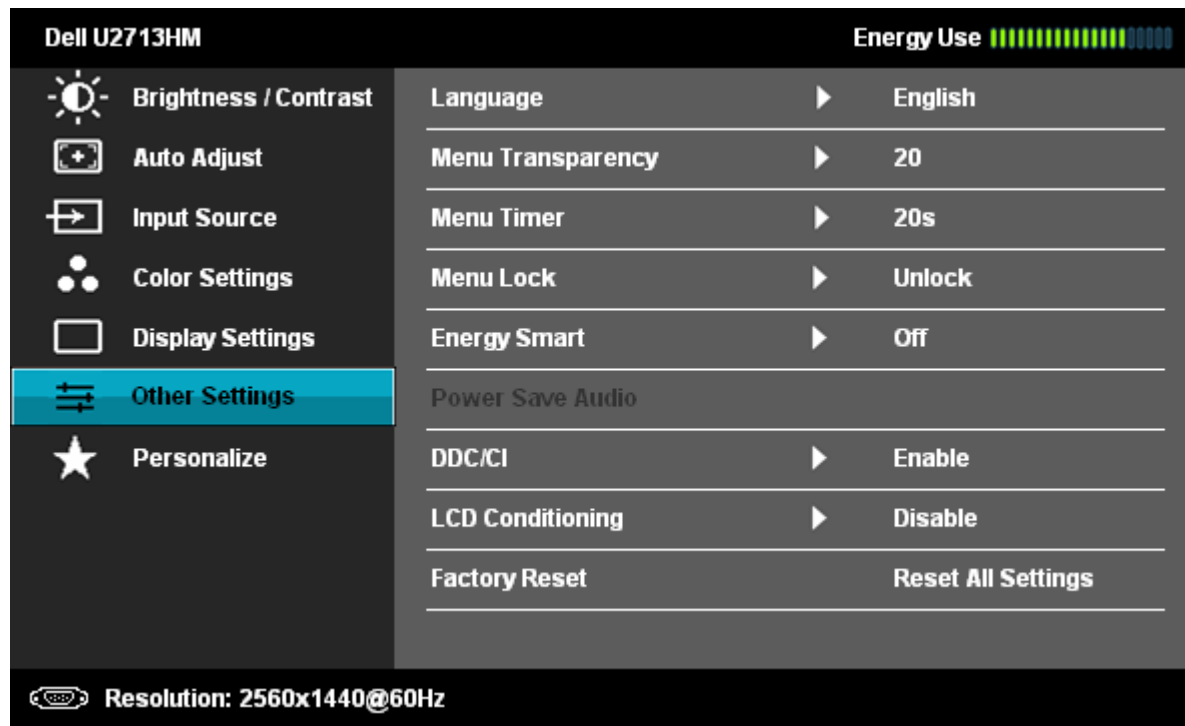 Dell U2713HM Energy Use
Brightness / Contrast Language English
Auto Adjust Menu Transparency 20
Input Source Menu Timer 20s
Color Settings Menu Lock Unlock
Display Settings Energy Smart Off
Other Settings Power Save Audio
Personalize DDC/CI Enable
LCD Conditioning Disable
Factory Reset Reset All Settings
Resolution: 2560x1440@60Hz